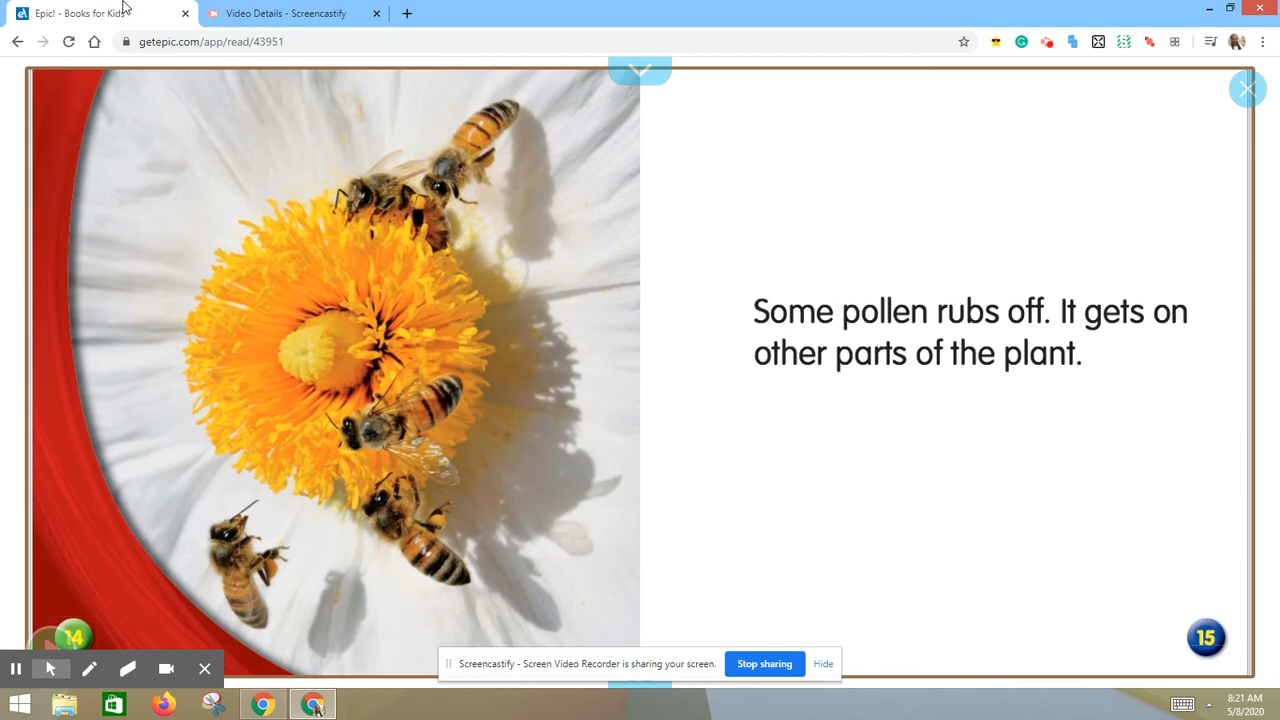 Epic! - Books for Kids
Video Details - Screencastify
getepic.com/app/read/43951
Some pollen rubs off. It gets on
other parts of the plant.
14
15
Screencastify - Screen Video Recorder is sharing your screen.
Stop sharing
Hide
8:21 AM
5/8/2020